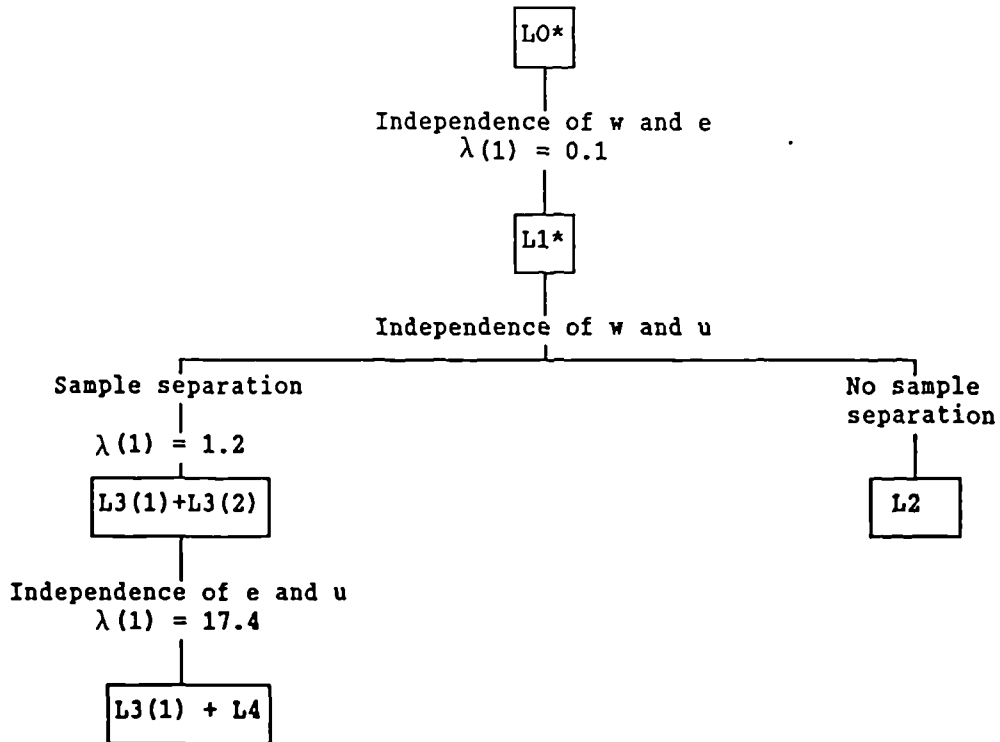 L0*
Independence of w and e
λ(1) = 0.1
L1*
Independence of w and u
Sample separation
λ(1) = 1.2
L3(1)+L3(2)
Independence of e and u
λ(1) = 17.4
L3(1) + L4
No sample
separation
L2